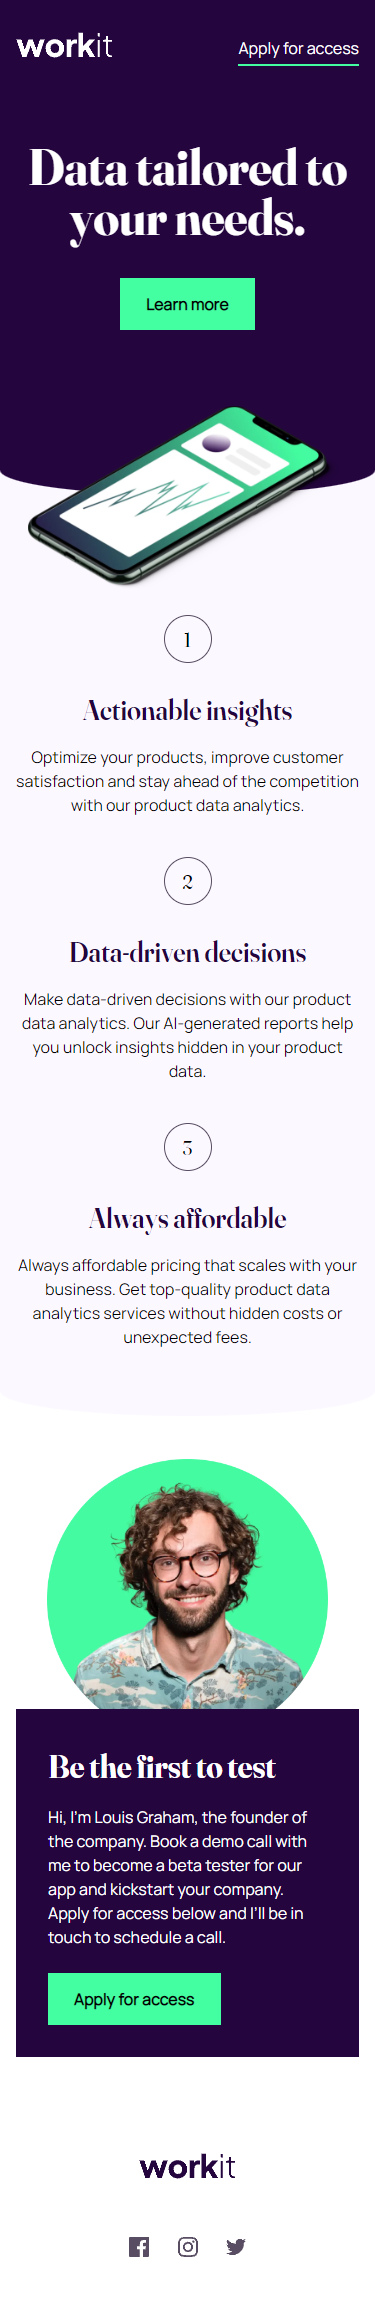 workit
Apply for access
Data tailored to
your needs.
Learn more
1
Actionable insights
Optimize your products, improve customer
satisfaction and stay ahead of the competition
with our product data analytics.
2
Data-driven decisions
Make data-driven decisions with our product
data analytics. Our AI-generated reports help
you unlock insights hidden in your product
data.
3
Always affordable
Always affordable pricing that scales with your
business. Get top-quality product data
analytics services without hidden costs or
unexpected fees.
Be the first to test
Hi, I'm Louis Graham, the founder of
the company. Book a demo call with
me to become a beta tester for our
app and kickstart your company.
Apply for access below and I'll be in
touch to schedule a call.
Apply for access
workit